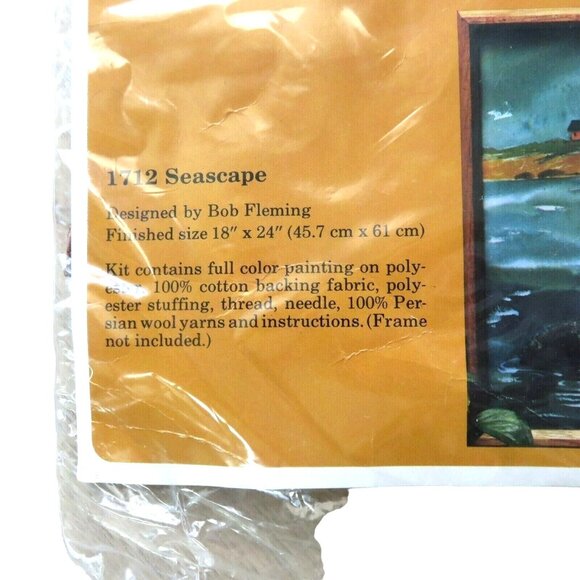 1712 Seascape
Designed by Bob Fleming
Finished size 18" x 24" (45.7 cm x 61 cm)
Kit contains full color painting on poly-
ester, 100% cotton backing fabric, poly-
ester stuffing, thread, needle, 100% Per-
sian wool yarns and instructions. (Frame
not included.)